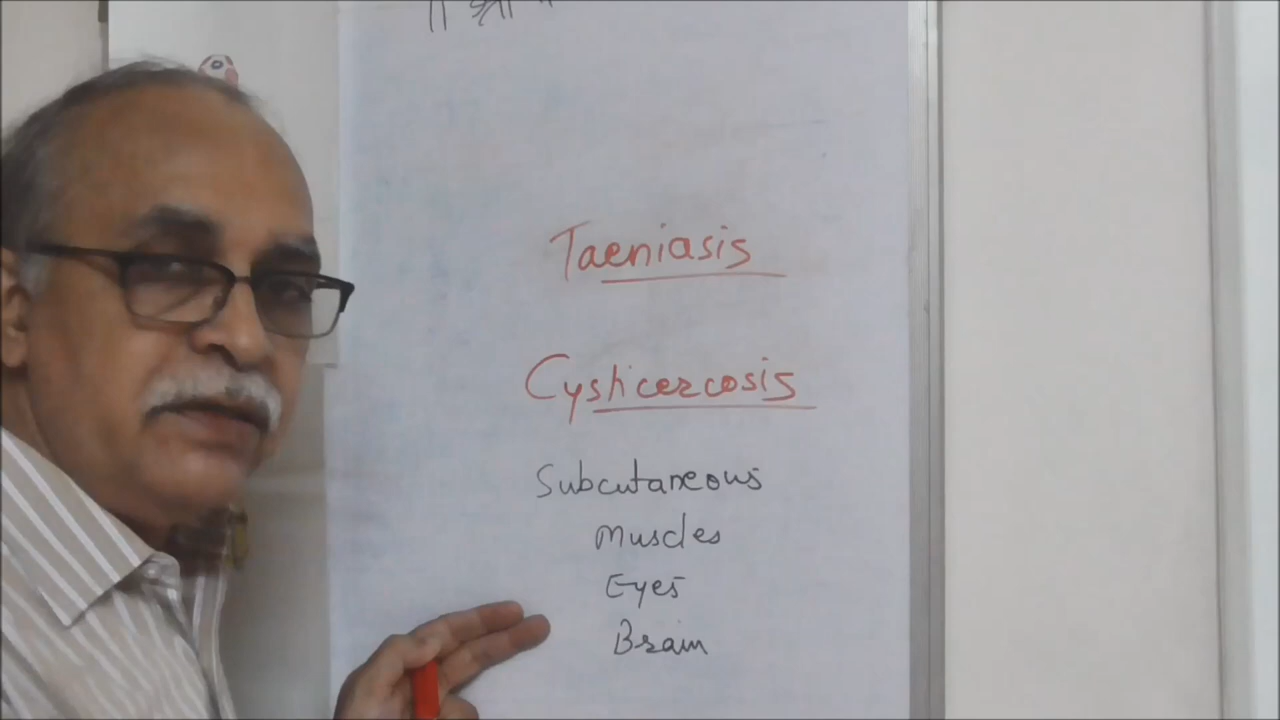 Taeniasis
Cysticercosis
Subcutaneous
Muscles
Eyes
Brain